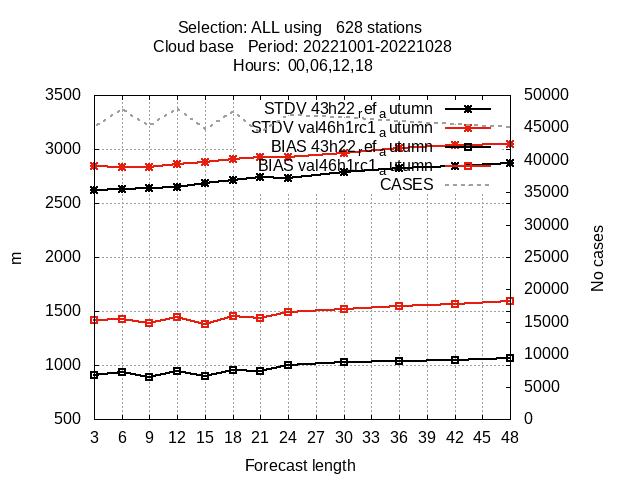 Selection: ALL using   628 stations
Cloud base   Period: 20221001-20221028
Hours:  00,06,12,18
3500 50000
STDV 43h22_ref_autumn
45000
STDV val46h1rc1_autumn
3000 BIAS 43h22_ref_autumn
40000
BIAS val46h1rc1_autumn
CASES
35000
2500
30000
m No cases
2000 25000
20000
1500
15000
1000 10000
5000
500 0
3 6 9 12 15 18 21 24 27 30 33 36 39 42 45 48
Forecast length